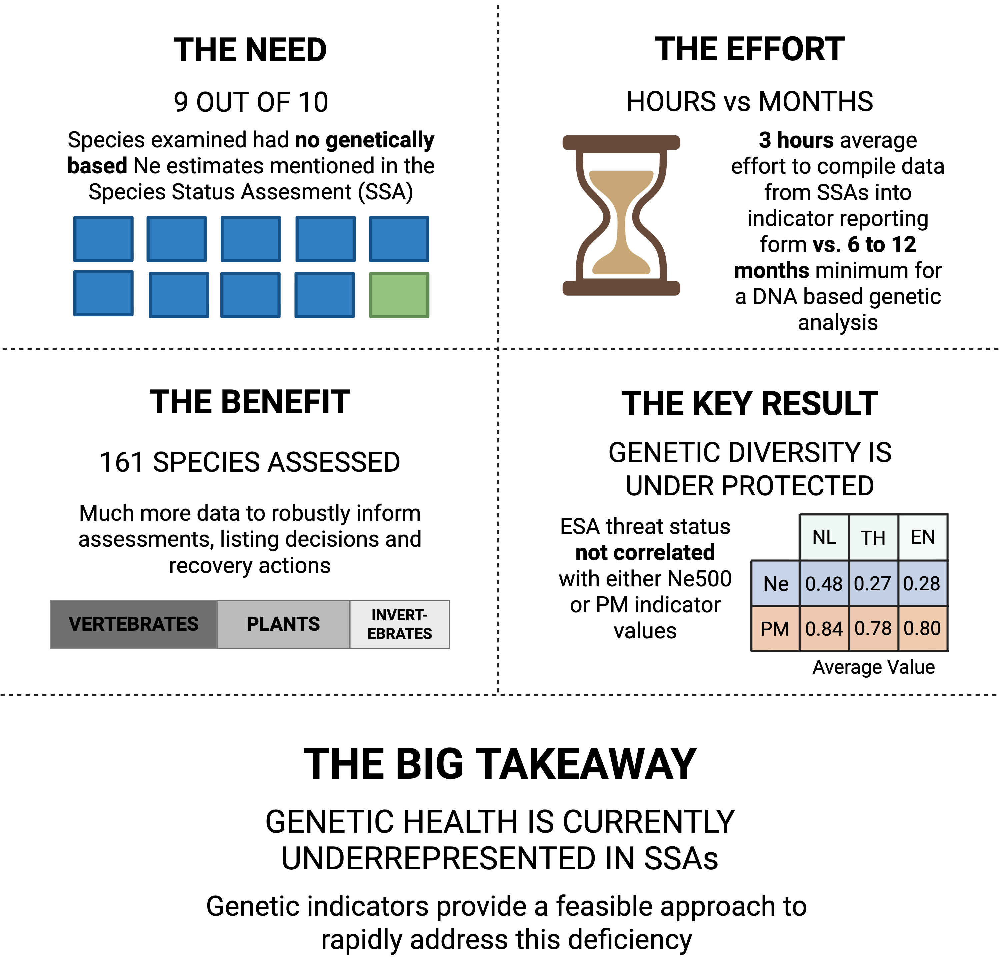 THE NEED
9 OUT OF 10
Species examined had no genetically
based Ne estimates mentioned in the
Species Status Assesment (SSA)
THE EFFORT
HOURS vs MONTHS
3 hours average
effort to compile data
from SSAs into
indicator reporting
form vs. 6 to 12
months minimum for
a DNA based genetic
analysis
THE BENEFIT
161 SPECIES ASSESSED
Much more data to robustly inform
assessments, listing decisions and
recovery actions
VERTEBRATES PLANTS INVERT-
EBRATES
THE KEY RESULT
GENETIC DIVERSITY IS
UNDER PROTECTED
ESA threat status
not correlated
with either Ne500
or PM indicator
values
NL TH EN
Ne 0.48 0.27 0.28
PM 0.84 0.78 0.80
Average Value
THE BIG TAKEAWAY
GENETIC HEALTH IS CURRENTLY
UNDERREPRESENTED IN SSAs
Genetic indicators provide a feasible approach to
rapidly address this deficiency